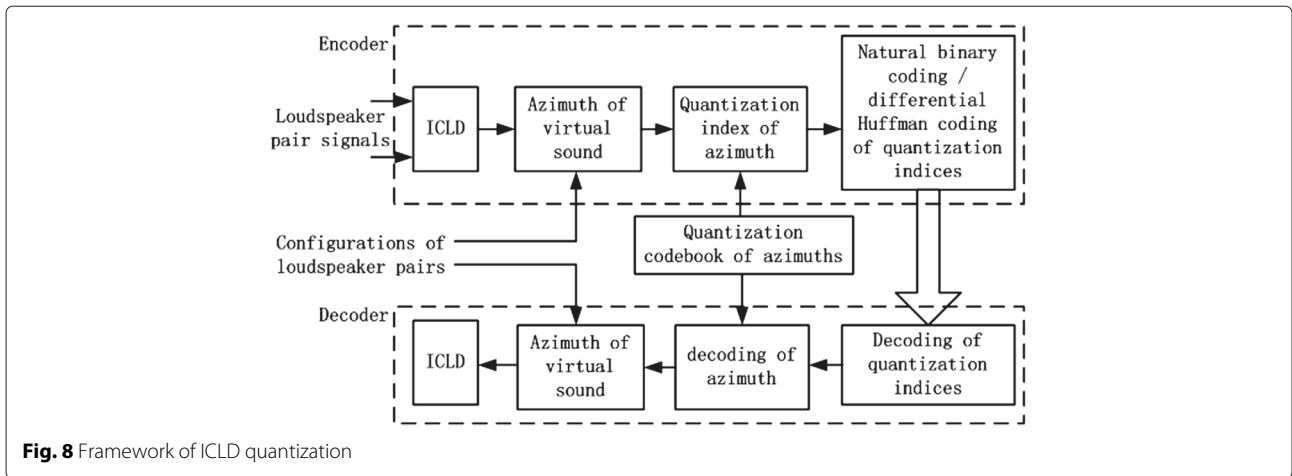 Encoder
Loudspeaker
pair signals
ICLD
Azimuth of
virtual
sound
Quantization
index of
azimuth
Natural binary
coding /
differential
Huffman coding
of quantization
indices
Configurations of
loudspeaker pairs
Quantization
codebook of azimuths
Decoder
ICLD
Azimuth of
virtual
sound
decoding of
azimuth
Decoding of
quantization
indices
Fig. 8 Framework of ICLD quantization